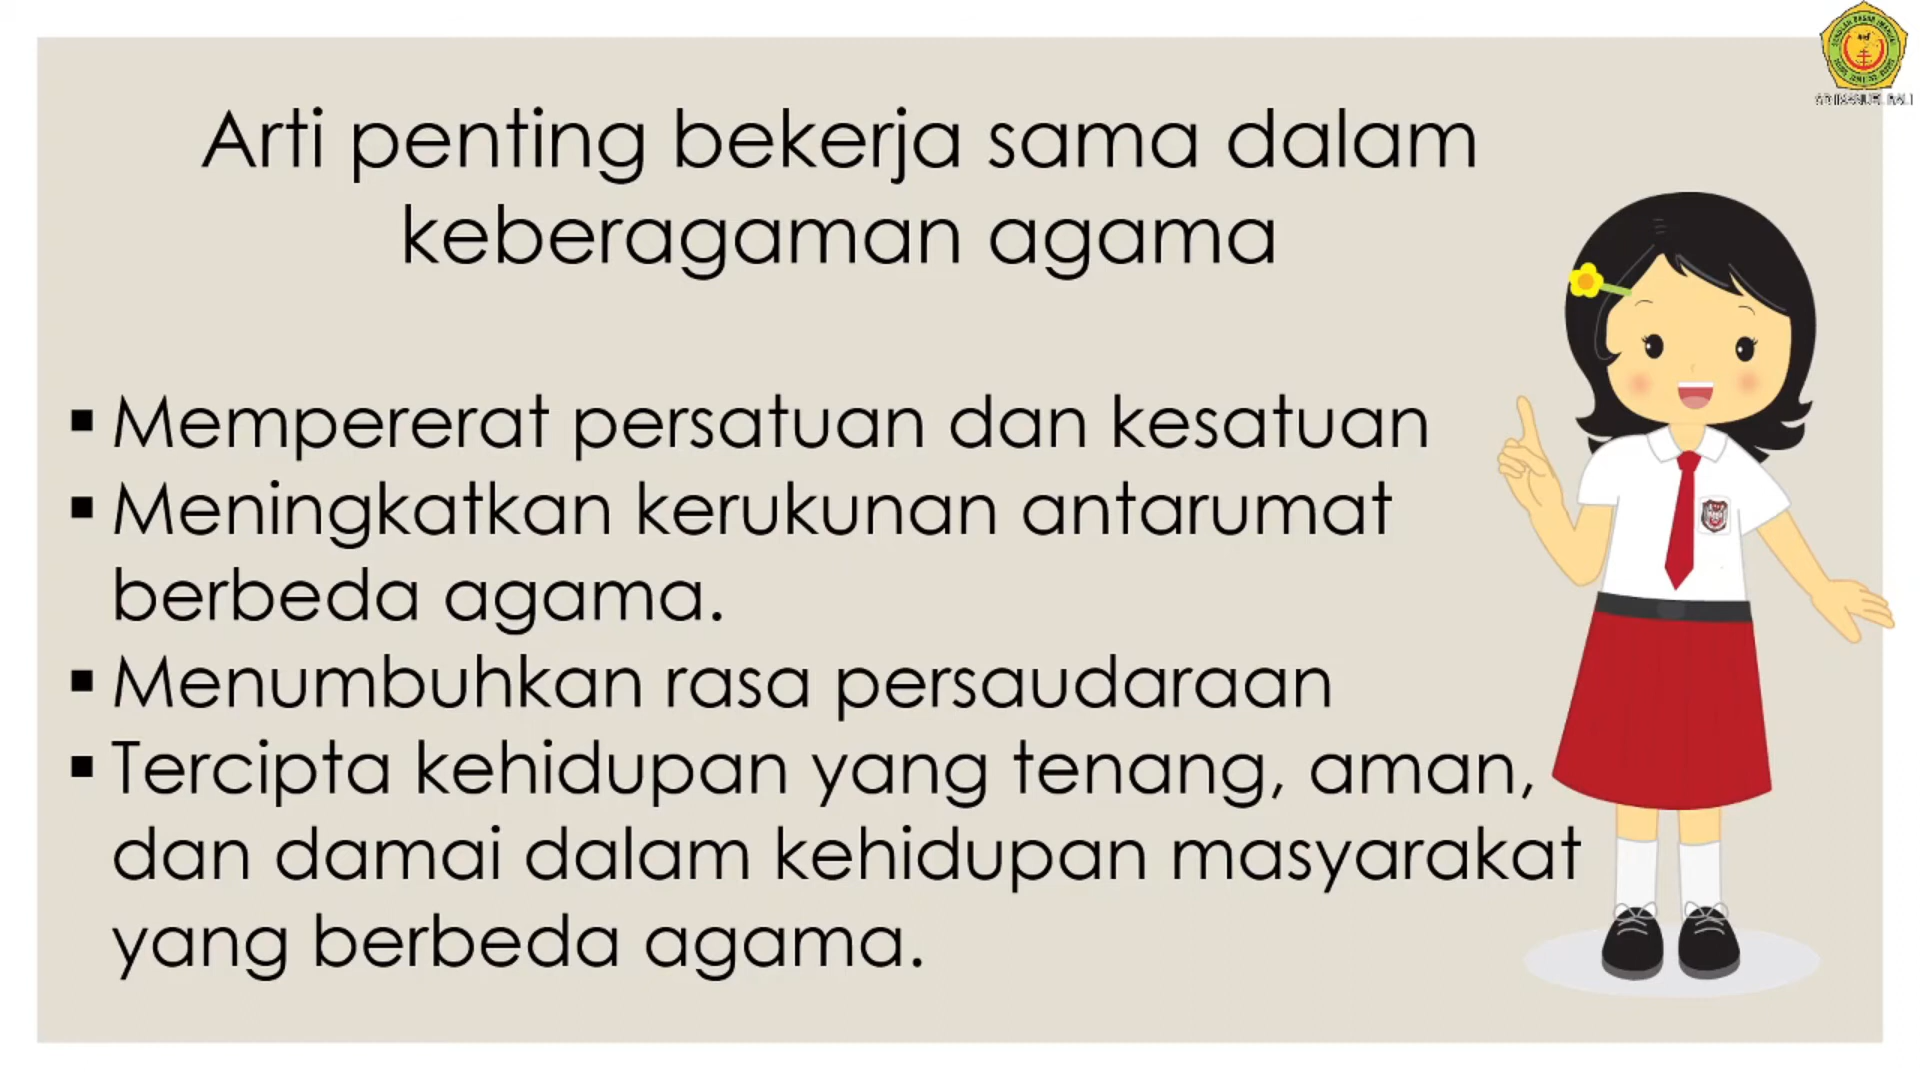 Arti penting bekerja sama dalam
keberagaman agama
▪ Mempererat persatuan dan kesatuan
▪ Meningkatkan kerukunan antarumat
berbeda agama.
▪ Menumbuhkan rasa persaudaraan
▪ Tercipta kehidupan yang tenang, aman,
dan damai dalam kehidupan masyarakat
yang berbeda agama.